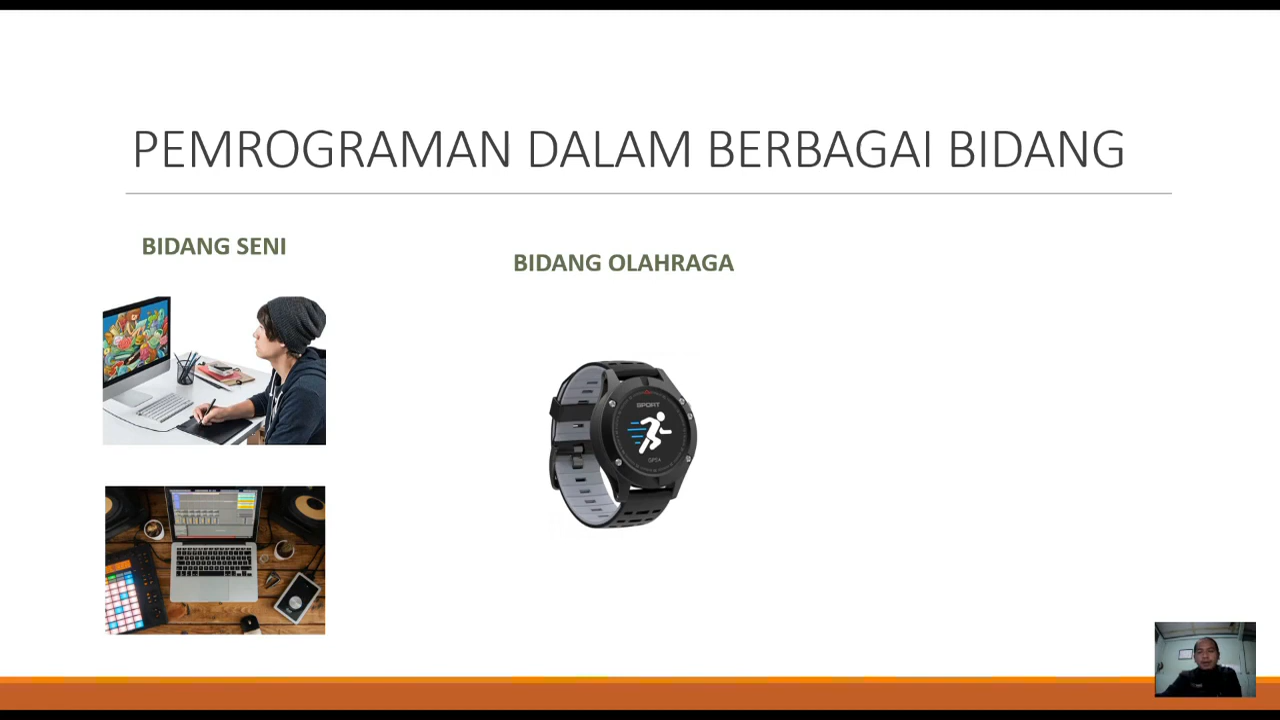 PEMROGRAMAN DALAM BERBAGAI BIDANG
BIDANG SENI
BIDANG OLAHRAGA
SPORT